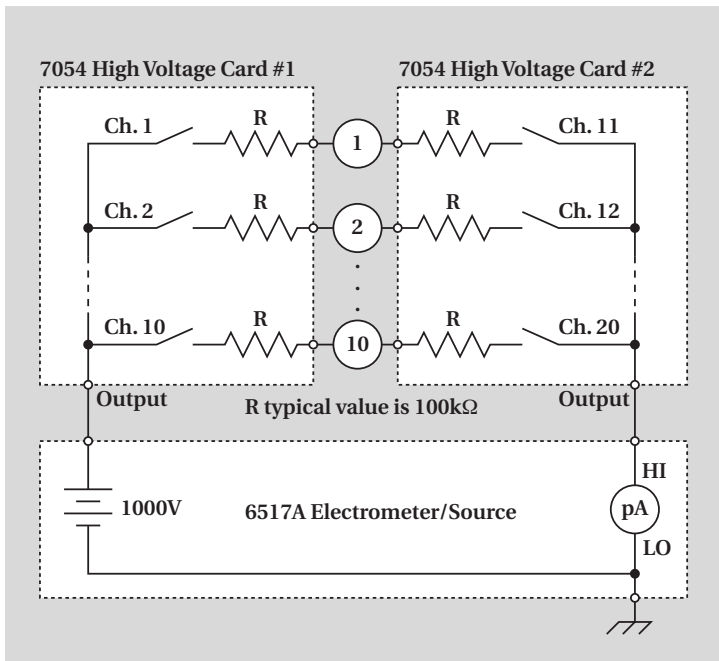 7054 High Voltage Card #1
7054 High Voltage Card #2
Ch. 1
R
1
R
Ch. 11
Ch. 2
R
2
R
Ch. 12
Ch. 10
R
10
R
Ch. 20
Output
R typical value is 100kΩ
Output
1000V
6517A Electrometer/Source
HI
pA
LO